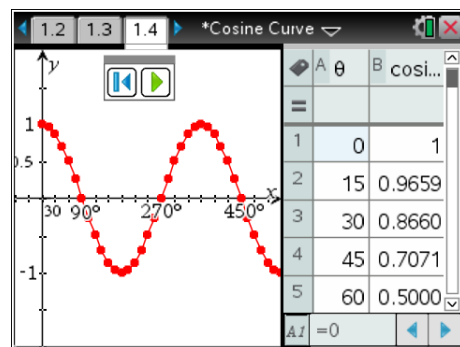 1.2 1.3 1.4 *Cosine Curve
y
1
0.5
x
30 90° 270° 450°
-1
A θ B cosi...
=
1 0 1
2 15 0.9659
3 30 0.8660
4 45 0.7071
5 60 0.5000
A1 =0